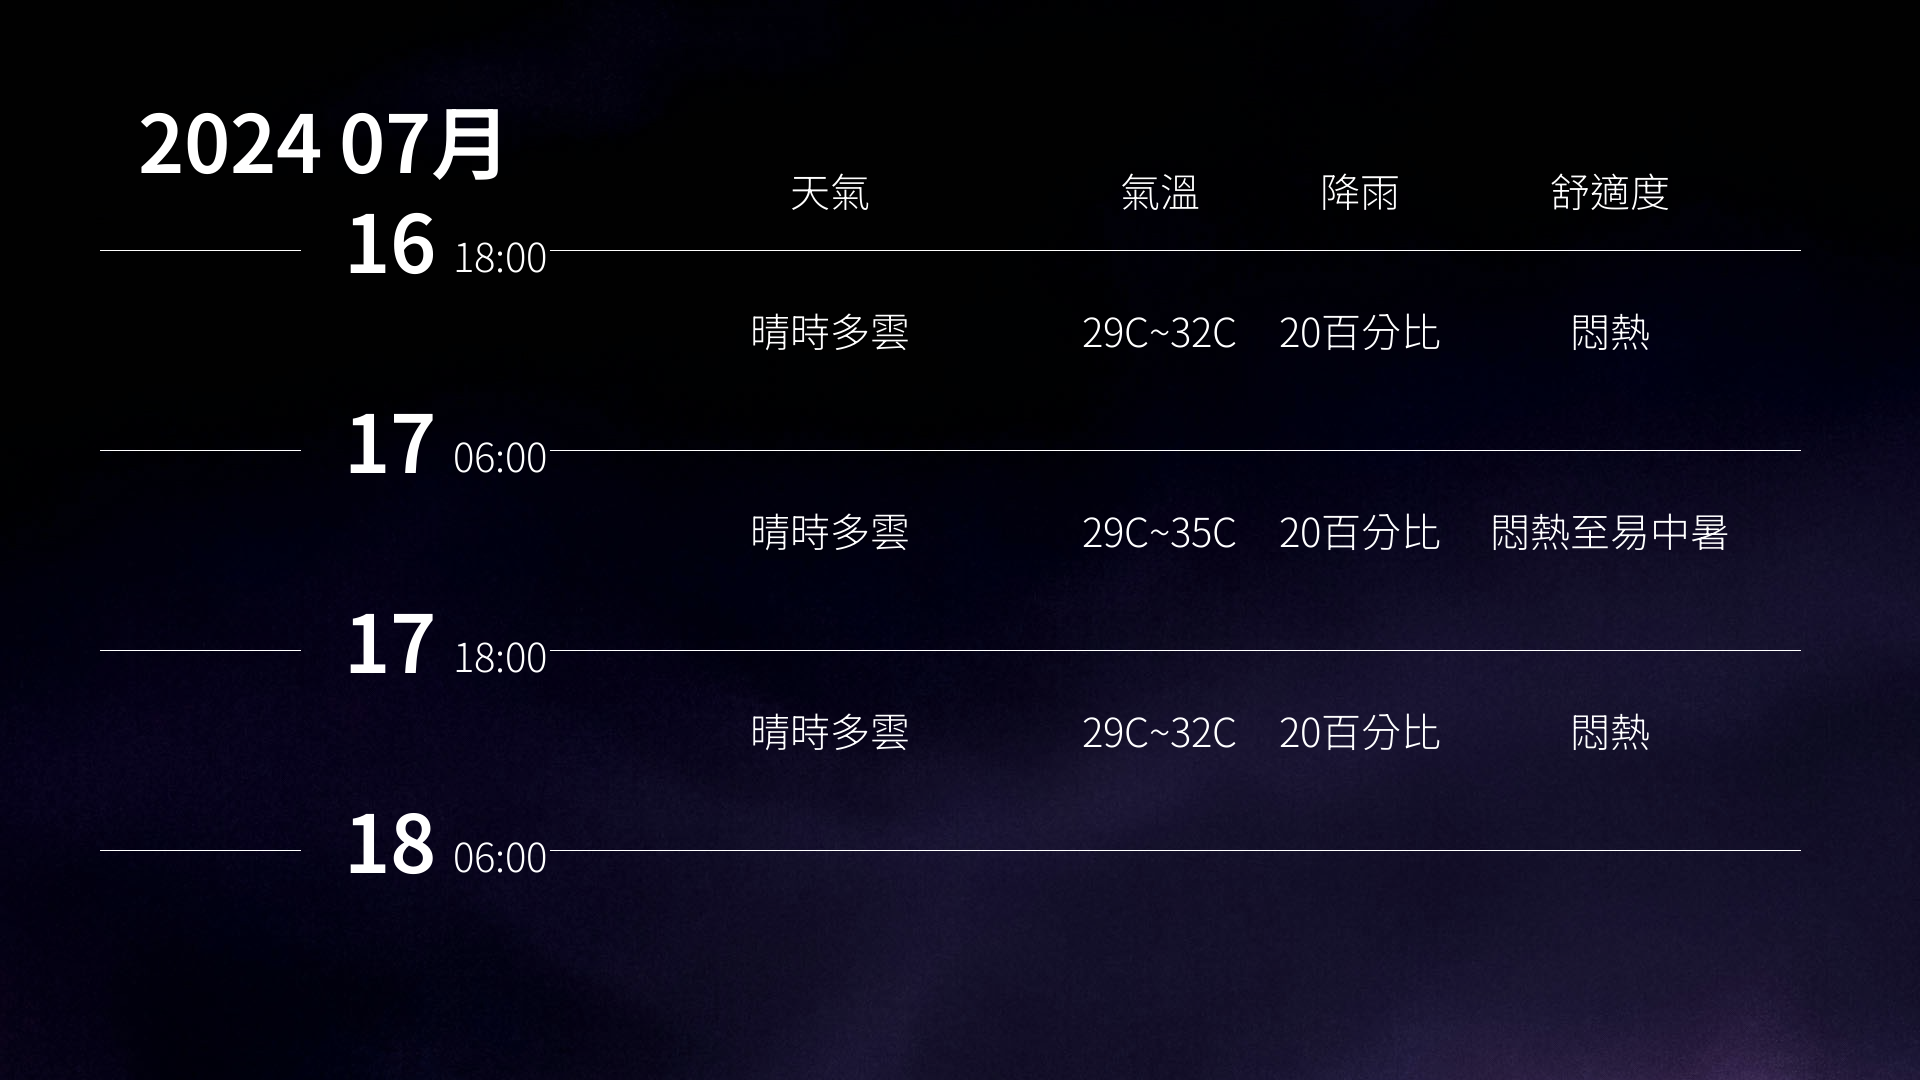 2024 07月
天氣 氣溫 降雨 舒適度
16 18:00
晴時多雲 29C~32C 20百分比 悶熱
17 06:00
晴時多雲 29C~35C 20百分比 悶熱至易中暑
17 18:00
晴時多雲 29C~32C 20百分比 悶熱
18 06:00